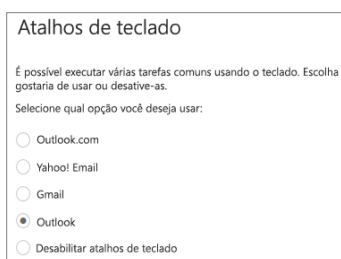 Atalhos de teclado
É possível executar várias tarefas comuns usando o teclado. Escolha
gostaria de usar ou desative-as.
Selecione qual opção você deseja usar:
Outlook.com
Yahoo! Email
Gmail
Outlook
Desabilitar atalhos de teclado